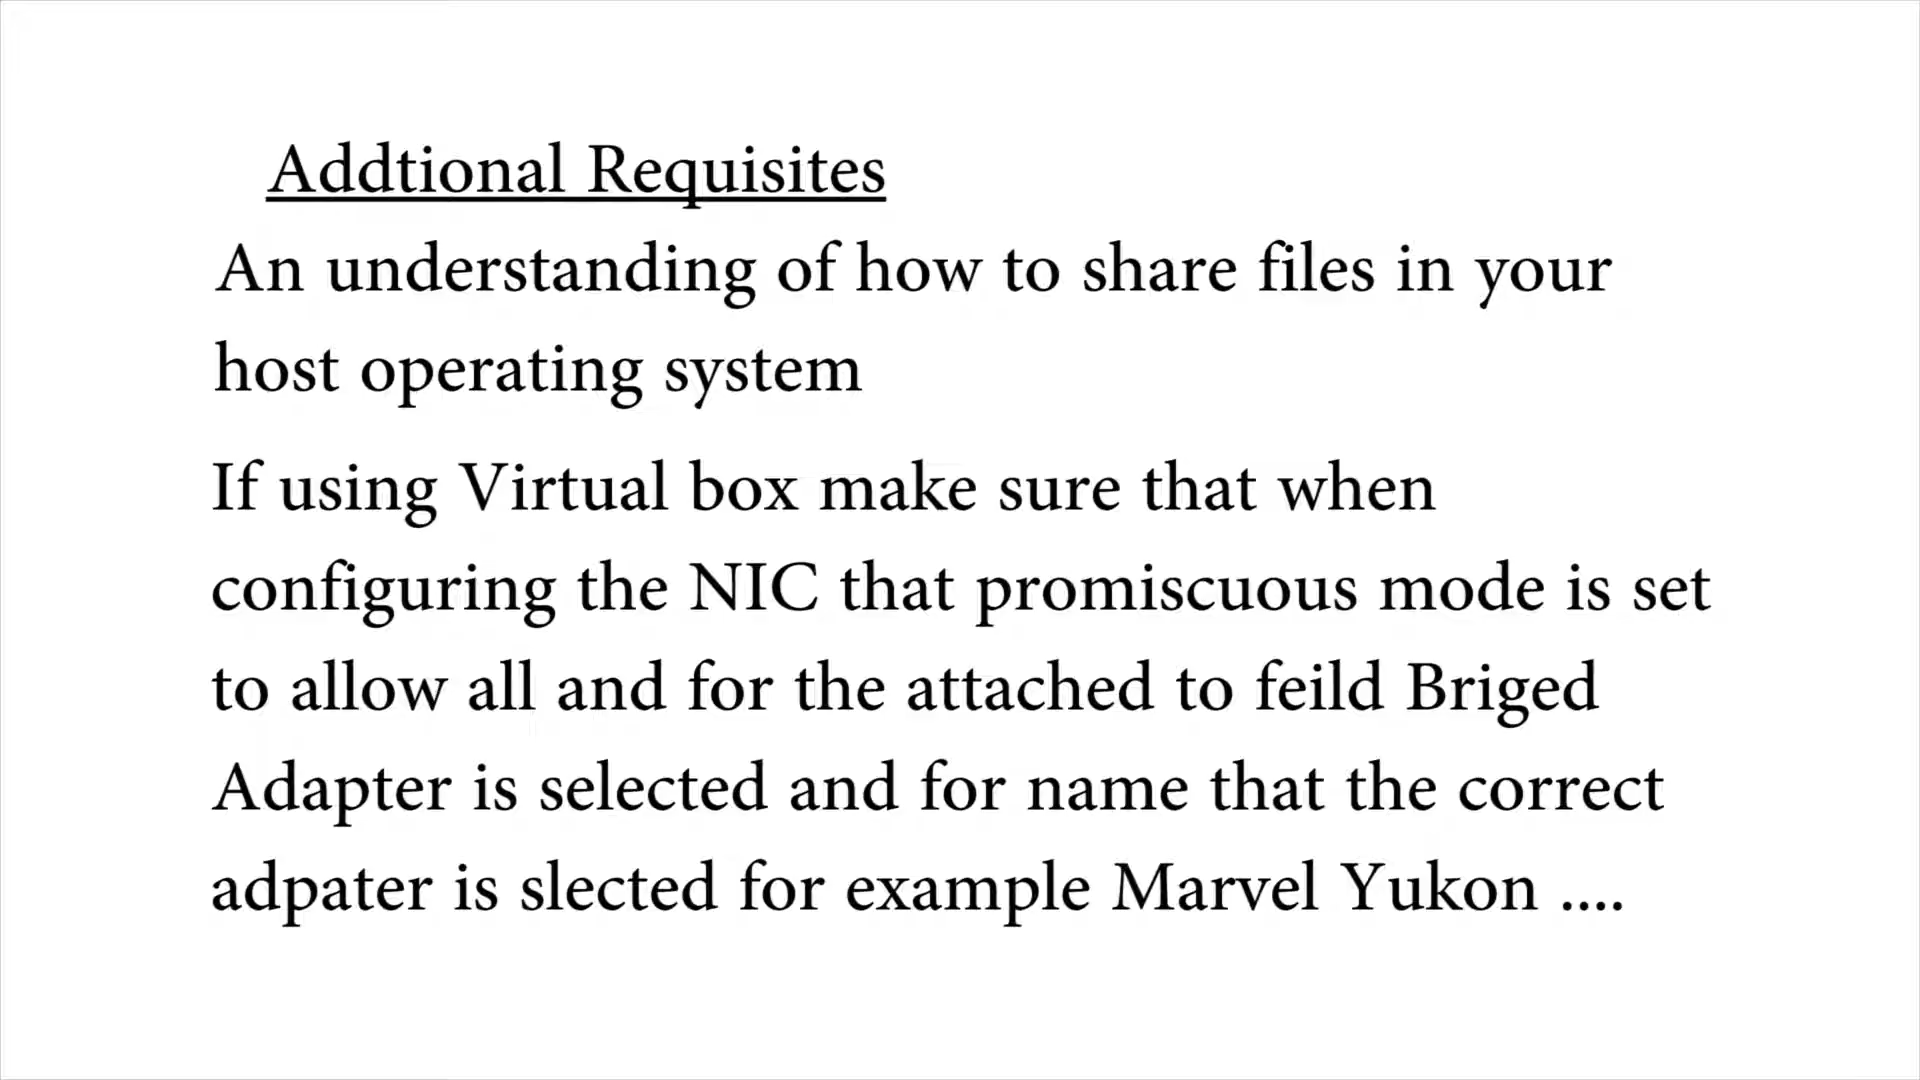 Addtional Requisites
An understanding of how to share files in your
host operating system
If using Virtual box make sure that when
configuring the NIC that promiscuous mode is set
to allow all and for the attached to feild Briged
Adapter is selected and for name that the correct
adpater is slected for example Marvel Yukon ....